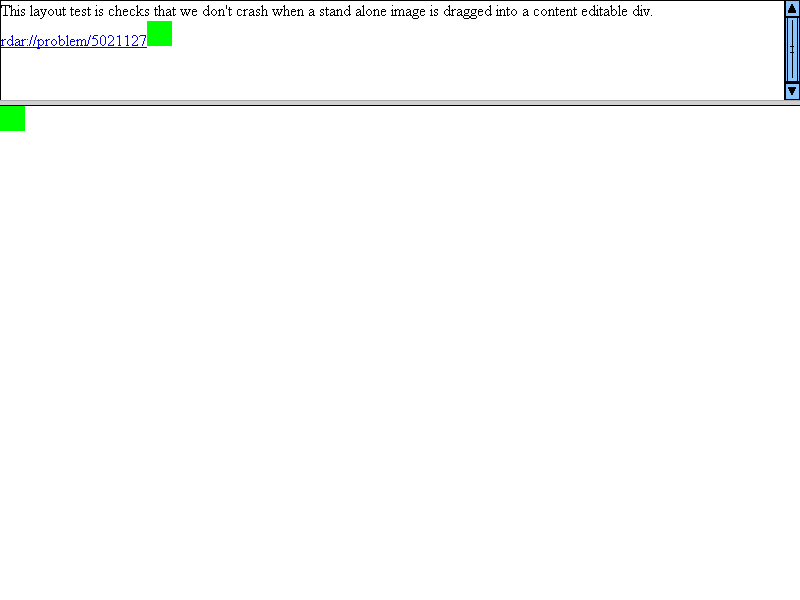 This layout test is checks that we don't crash when a stand alone image is dragged into a content editable div.
rdar://problem/5021127